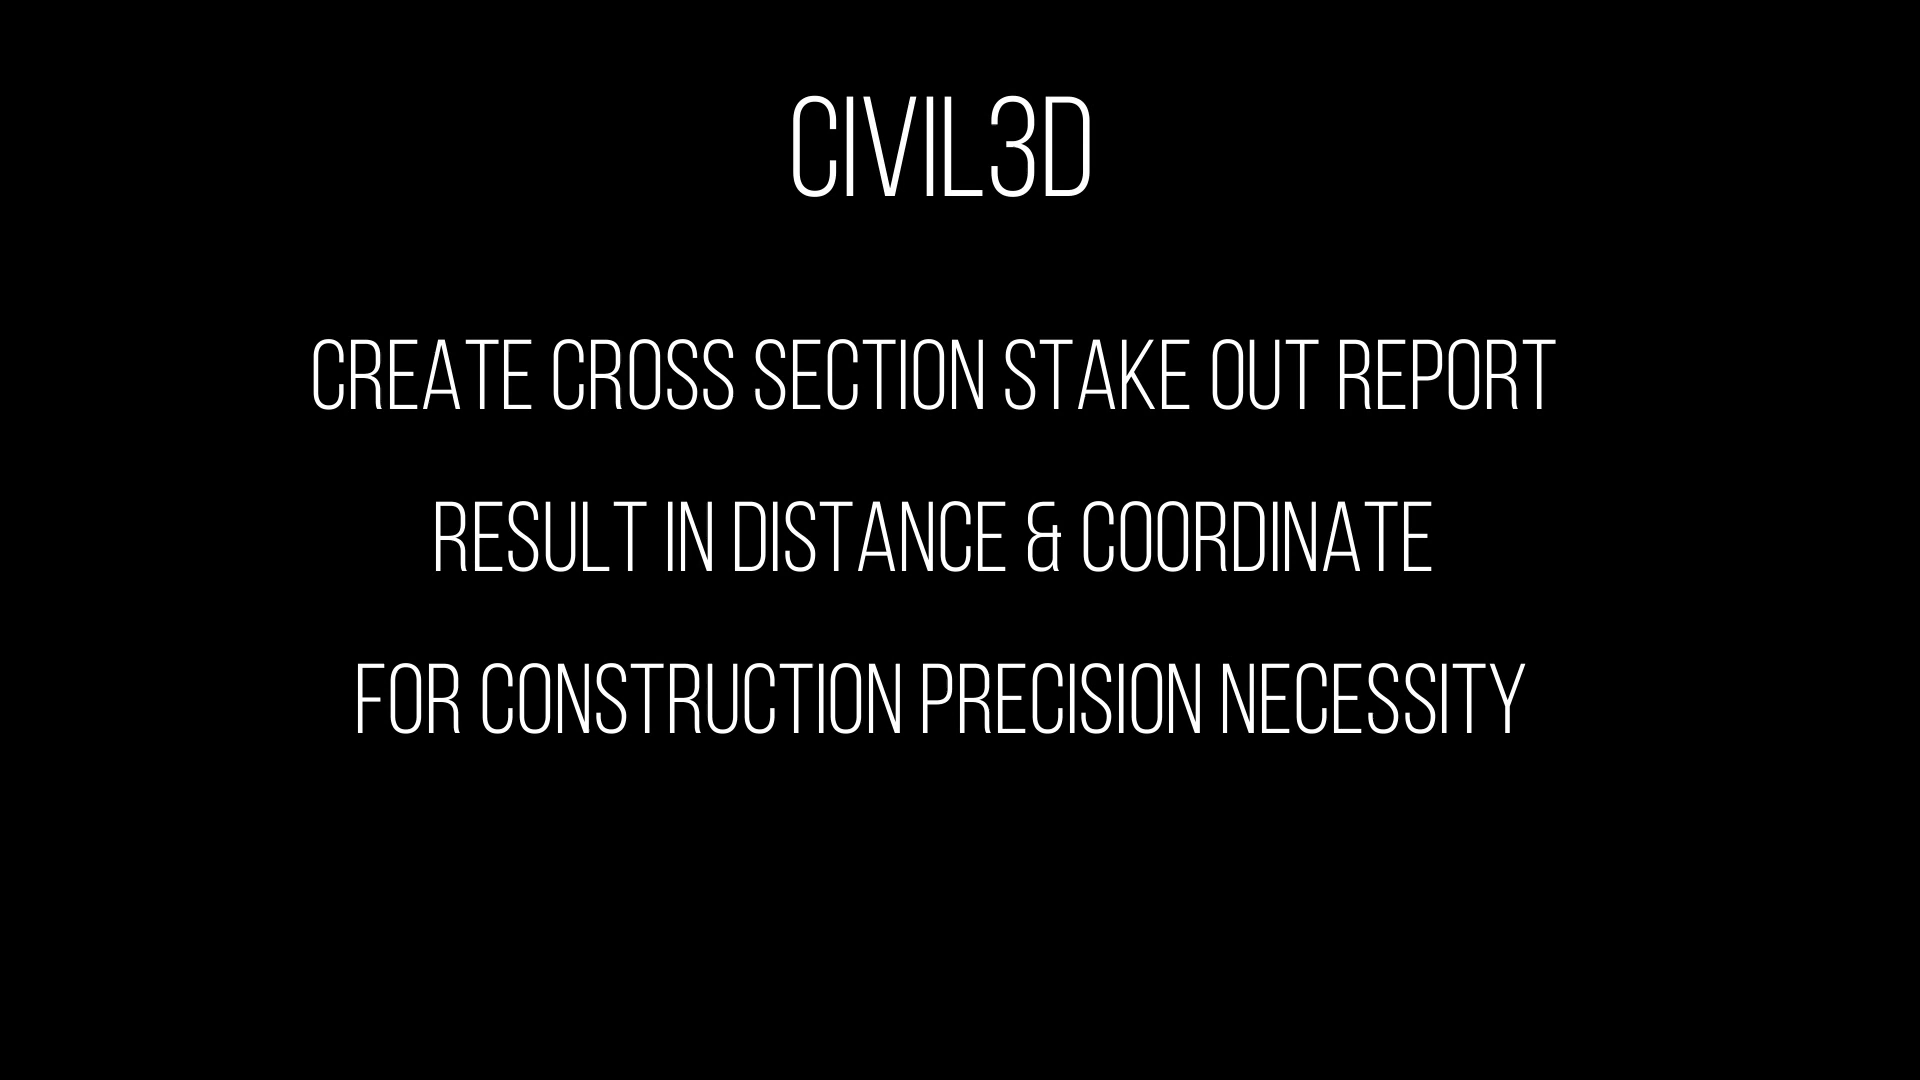 CIVIL3D
CREATE CROSS SECTION STAKE OUT REPORT
RESULT IN DISTANCE & COORDINATE
FOR CONSTRUCTION PRECISION NECESSITY